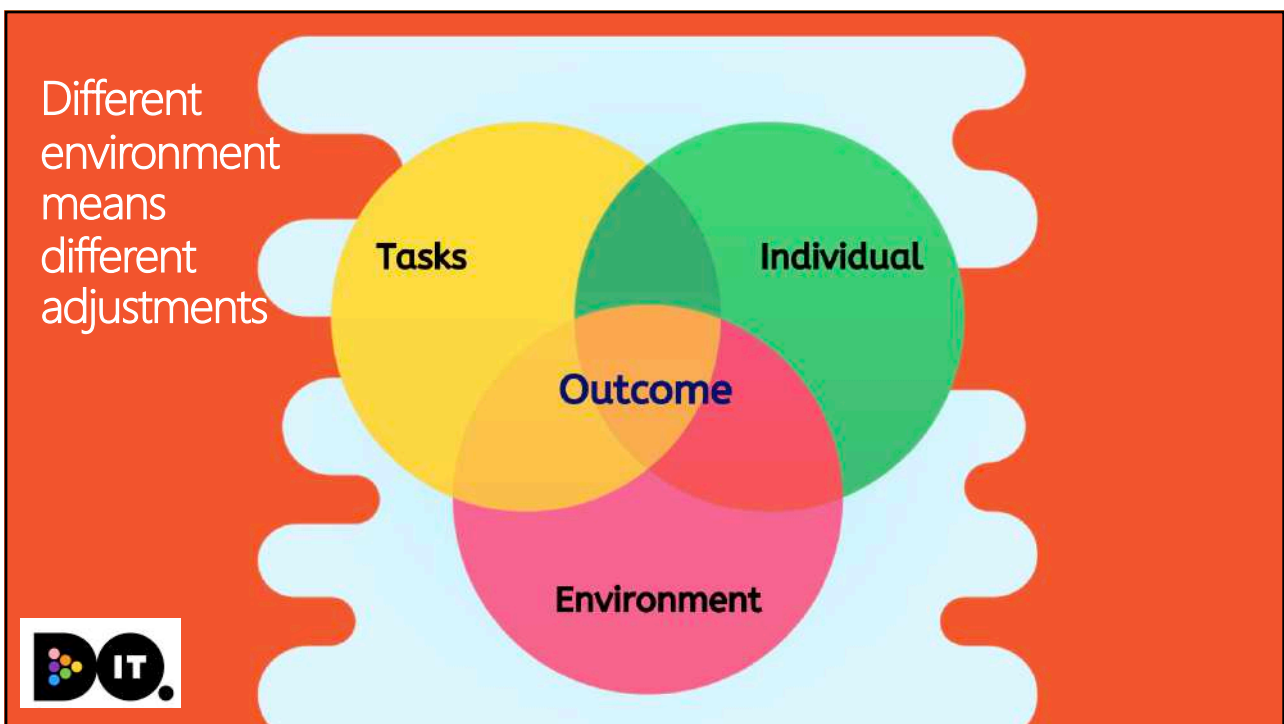 Different
environment
means
different
adjustments
Tasks
Individual
Outcome
Environment
DO IT.